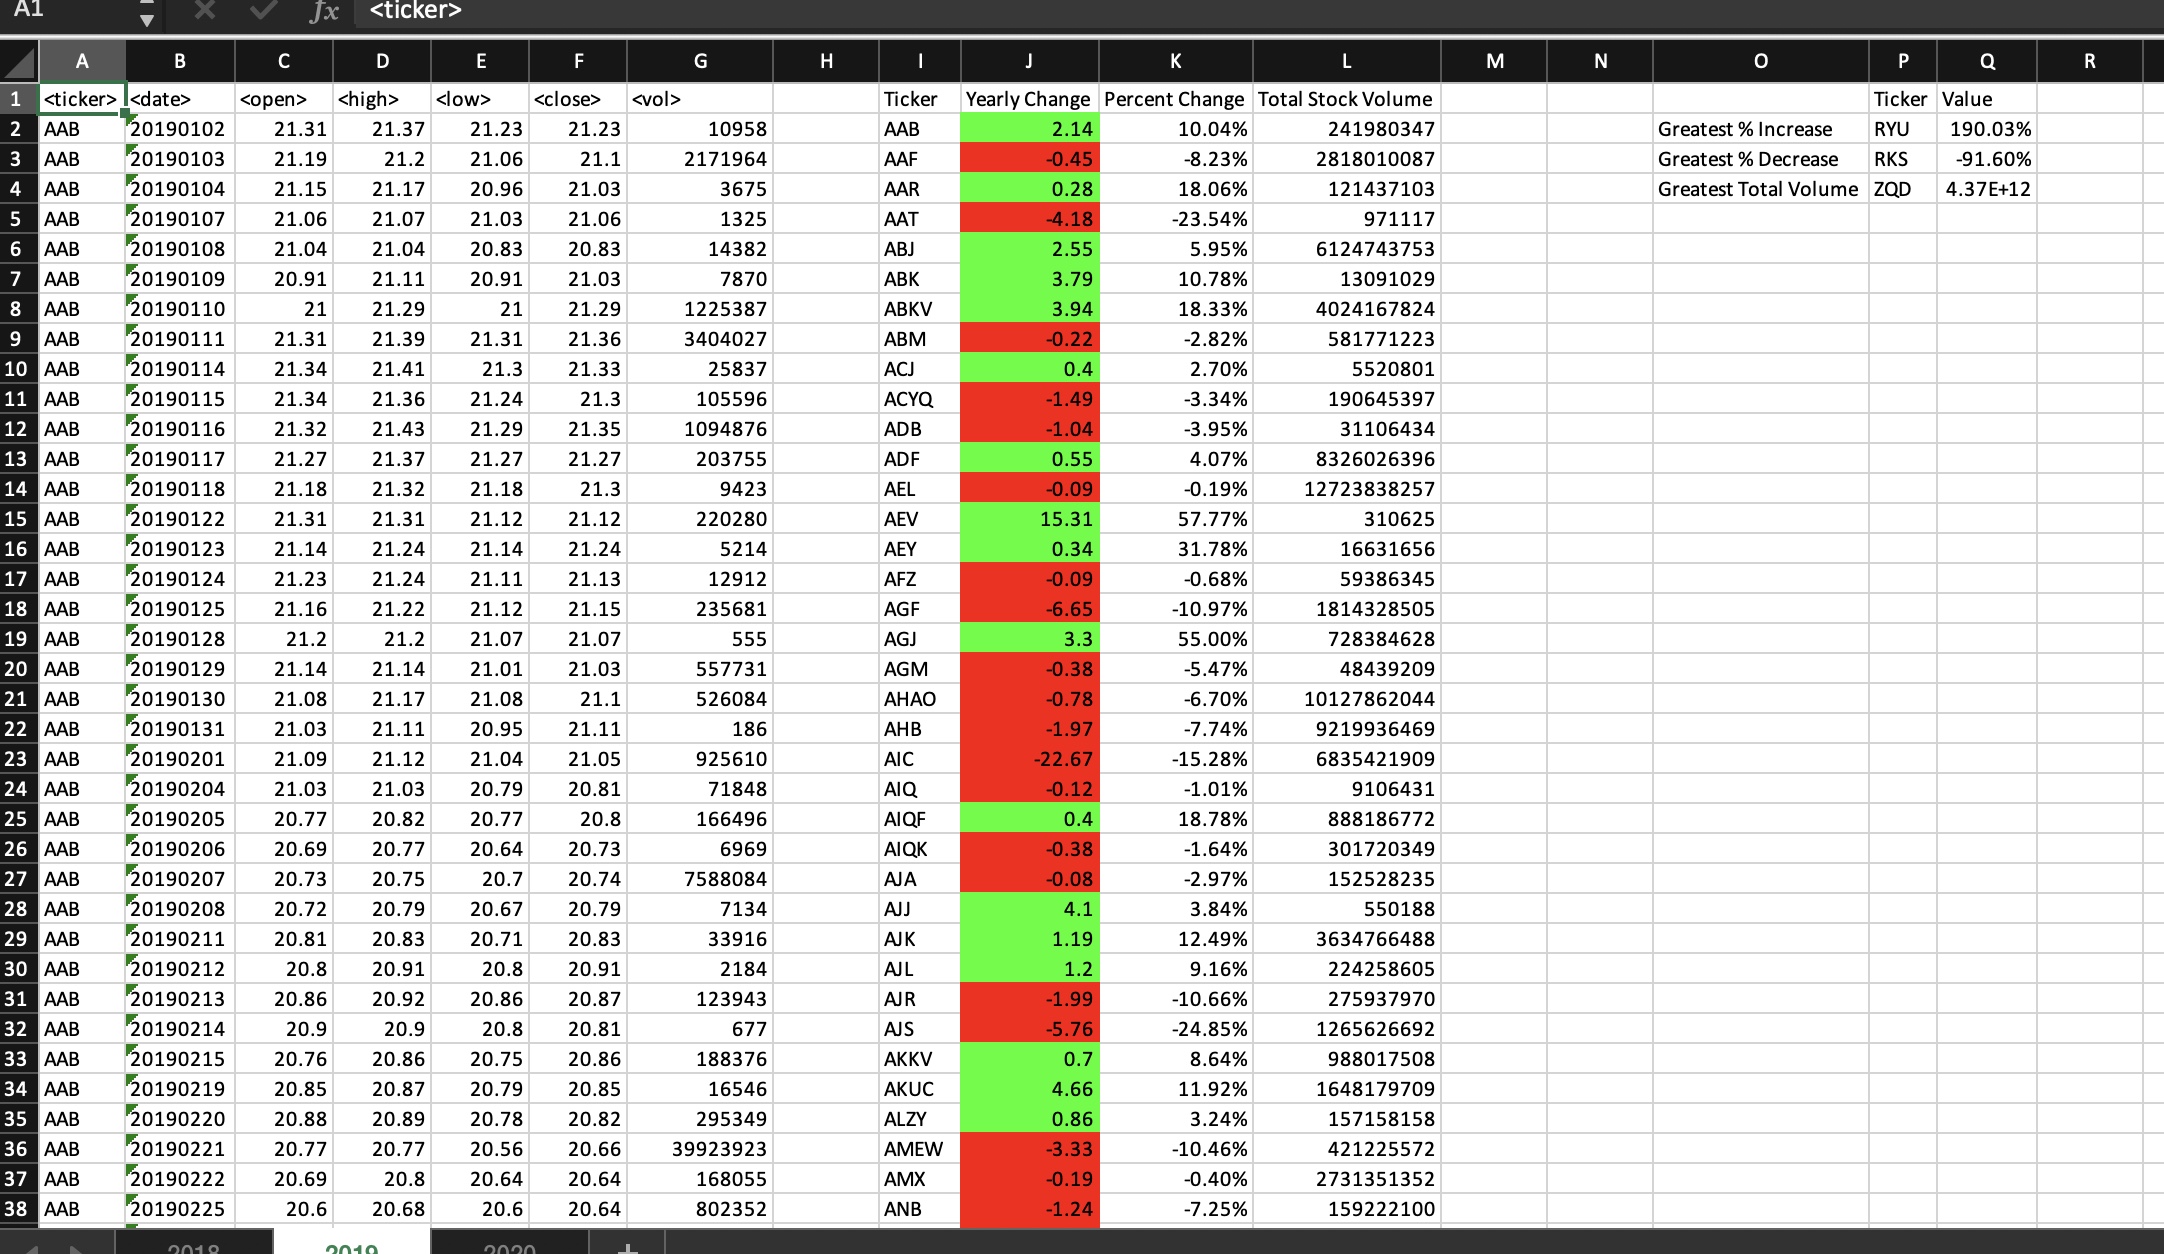 A1 fx <ticker>
A B C D E F G H I J K L M N O P Q R
1 <ticker> <date> <open> <high> <low> <close> <vol> Ticker Yearly Change Percent Change Total Stock Volume Ticker Value
2 AAB 20190102 21.31 21.37 21.23 21.23 10958 AAB 2.14 10.04% 241980347 Greatest % Increase RYU 190.03%
3 AAB 20190103 21.19 21.2 21.06 21.1 2171964 AAF -0.45 -8.23% 2818010087 Greatest % Decrease RKS -91.60%
4 AAB 20190104 21.15 21.17 20.96 21.03 3675 AAR 0.28 18.06% 121437103 Greatest Total Volume ZQD 4.37E+12
5 AAB 20190107 21.06 21.07 21.03 21.06 1325 AAT -4.18 -23.54% 971117
6 AAB 20190108 21.04 21.04 20.83 20.83 14382 ABJ 2.55 5.95% 6124743753
7 AAB 20190109 20.91 21.11 20.91 21.03 7870 ABK 3.79 10.78% 13091029
8 AAB 20190110 21 21.29 21 21.29 1225387 ABKV 3.94 18.33% 4024167824
9 AAB 20190111 21.31 21.39 21.31 21.36 3404027 ABM -0.22 -2.82% 581771223
10 AAB 20190114 21.34 21.41 21.3 21.33 25837 ACJ 0.4 2.70% 5520801
11 AAB 20190115 21.34 21.36 21.24 21.3 105596 ACYQ -1.49 -3.34% 190645397
12 AAB 20190116 21.32 21.43 21.29 21.35 1094876 ADB -1.04 -3.95% 31106434
13 AAB 20190117 21.27 21.37 21.27 21.27 203755 ADF 0.55 4.07% 8326026396
14 AAB 20190118 21.18 21.32 21.18 21.3 9423 AEL -0.09 -0.19% 12723838257
15 AAB 20190122 21.31 21.31 21.12 21.12 220280 AEV 15.31 57.77% 310625
16 AAB 20190123 21.14 21.24 21.14 21.24 5214 AEY 0.34 31.78% 16631656
17 AAB 20190124 21.23 21.24 21.11 21.13 12912 AFZ -0.09 -0.68% 59386345
18 AAB 20190125 21.16 21.22 21.12 21.15 235681 AGF -6.65 -10.97% 1814328505
19 AAB 20190128 21.2 21.2 21.07 21.07 555 AGJ 3.3 55.00% 728384628
20 AAB 20190129 21.14 21.14 21.01 21.03 557731 AGM -0.38 -5.47% 48439209
21 AAB 20190130 21.08 21.17 21.08 21.1 526084 AHAO -0.78 -6.70% 10127862044
22 AAB 20190131 21.03 21.11 20.95 21.11 186 AHB -1.97 -7.74% 9219936469
23 AAB 20190201 21.09 21.12 21.04 21.05 925610 AIC -22.67 -15.28% 6835421909
24 AAB 20190204 21.03 21.03 20.79 20.81 71848 AIQ -0.12 -1.01% 9106431
25 AAB 20190205 20.77 20.82 20.77 20.8 166496 AIQF 0.4 18.78% 888186772
26 AAB 20190206 20.69 20.77 20.64 20.73 6969 AIQK -0.38 -1.64% 301720349
27 AAB 20190207 20.73 20.75 20.7 20.74 7588084 AJA -0.08 -2.97% 152528235
28 AAB 20190208 20.72 20.79 20.67 20.79 7134 AJJ 4.1 3.84% 550188
29 AAB 20190211 20.81 20.83 20.71 20.83 33916 AJK 1.19 12.49% 3634766488
30 AAB 20190212 20.8 20.91 20.8 20.91 2184 AJL 1.2 9.16% 224258605
31 AAB 20190213 20.86 20.92 20.86 20.87 123943 AJR -1.99 -10.66% 275937970
32 AAB 20190214 20.9 20.9 20.8 20.81 677 AJS -5.76 -24.85% 1265626692
33 AAB 20190215 20.76 20.86 20.75 20.86 188376 AKKV 0.7 8.64% 988017508
34 AAB 20190219 20.85 20.87 20.79 20.85 16546 AKUC 4.66 11.92% 1648179709
35 AAB 20190220 20.88 20.89 20.78 20.82 295349 ALZY 0.86 3.24% 157158158
36 AAB 20190221 20.77 20.77 20.56 20.66 39923923 AMEW -3.33 -10.46% 421225572
37 AAB 20190222 20.69 20.8 20.64 20.64 168055 AMX -0.19 -0.40% 2731351352
38 AAB 20190225 20.6 20.68 20.6 20.64 802352 ANB -1.24 -7.25% 159222100
2018 2019 2020 +